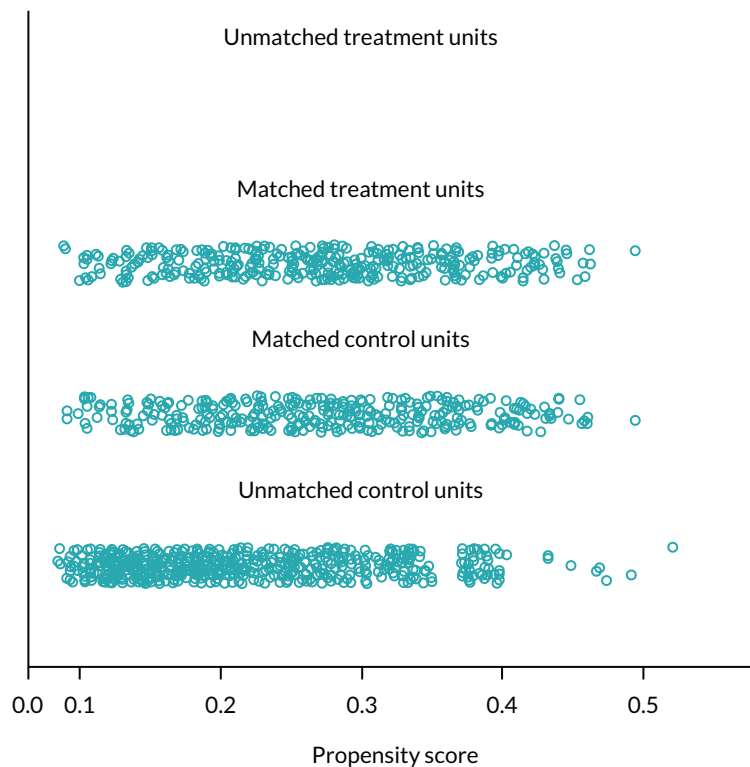 Unmatched treatment units
Matched treatment units
Matched control units
Unmatched control units
0.0 0.1 0.2 0.3 0.4 0.5
Propensity score